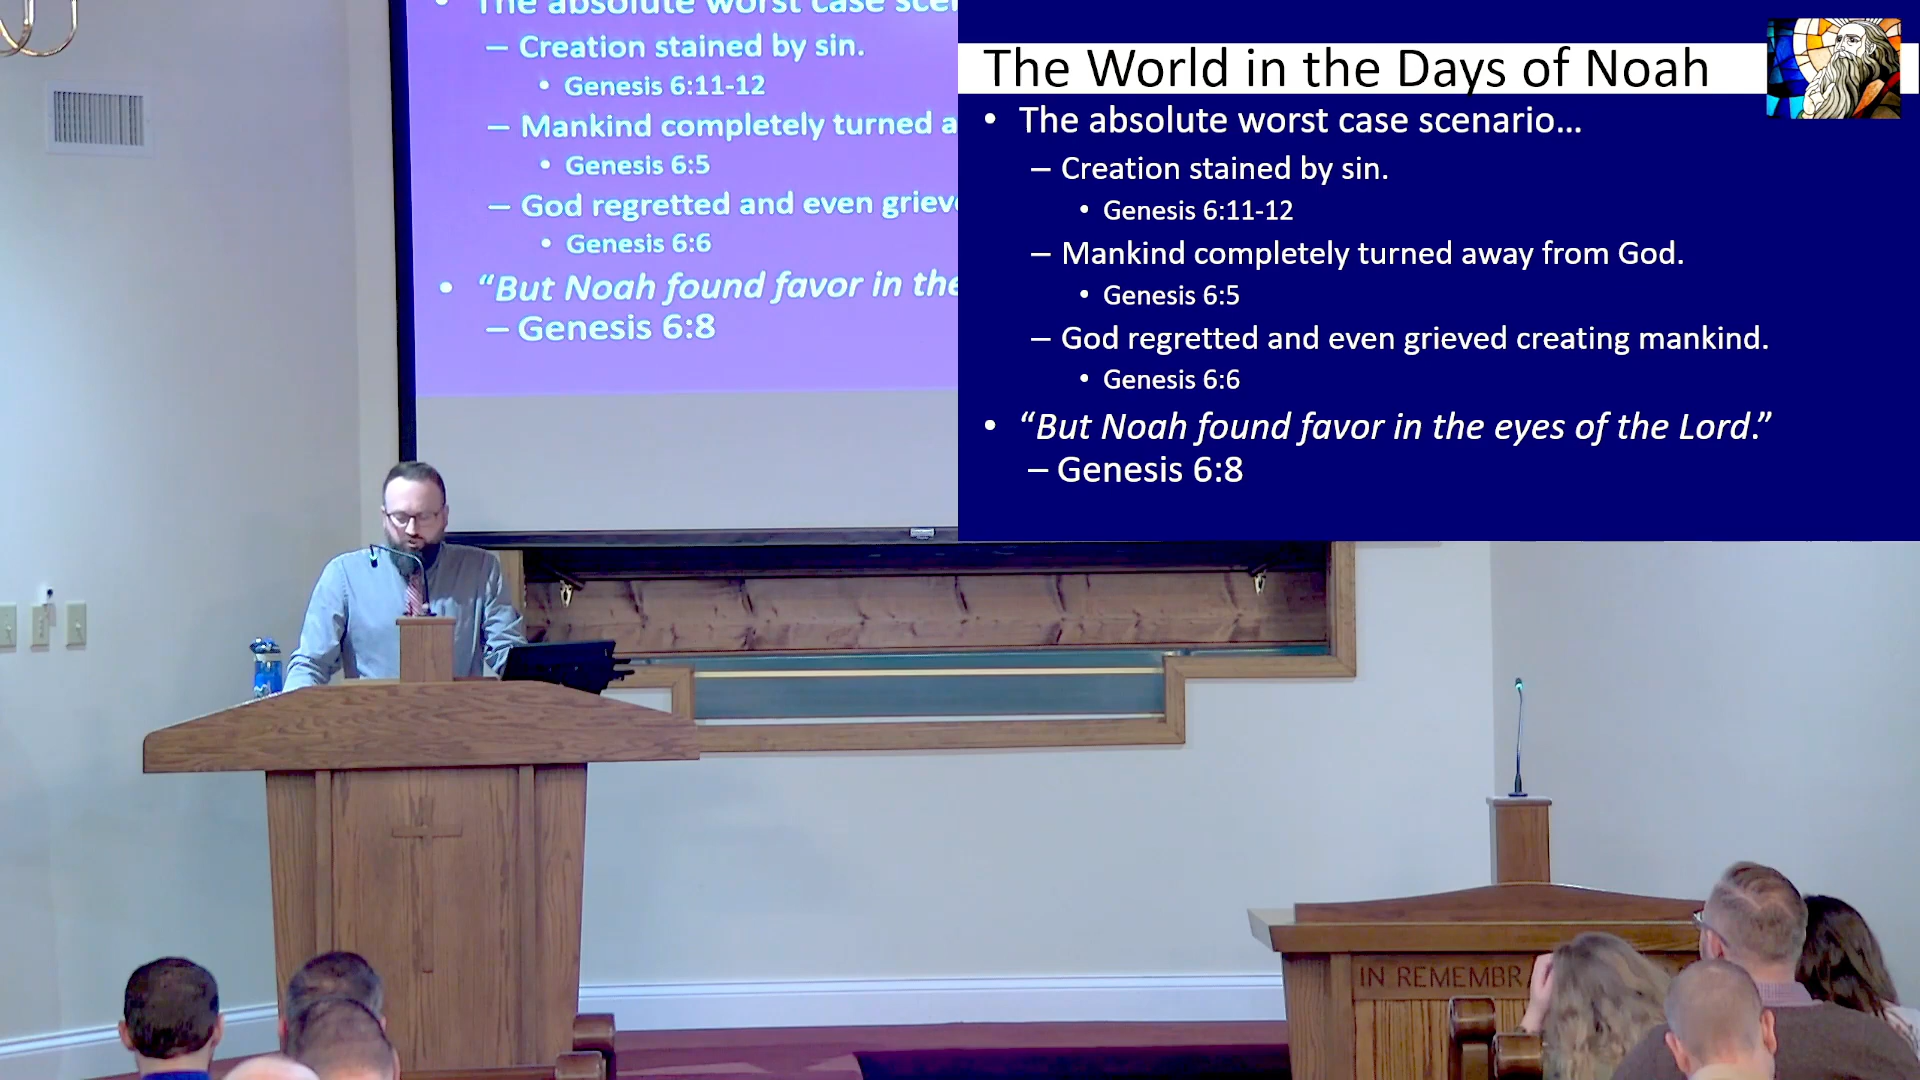 The absolute worst case
– Creation stained by sin.
• Genesis 6:11-12
– Mankind completely turned
• Genesis 6:5
– God regretted and even
• Genesis 6:6
• “But Noah found favor in the
– Genesis 6:8
The World in the Days of Noah
• The absolute worst case scenario…
– Creation stained by sin.
• Genesis 6:11-12
– Mankind completely turned away from God.
• Genesis 6:5
– God regretted and even grieved creating mankind.
• Genesis 6:6
• “But Noah found favor in the eyes of the Lord.”
– Genesis 6:8
IN